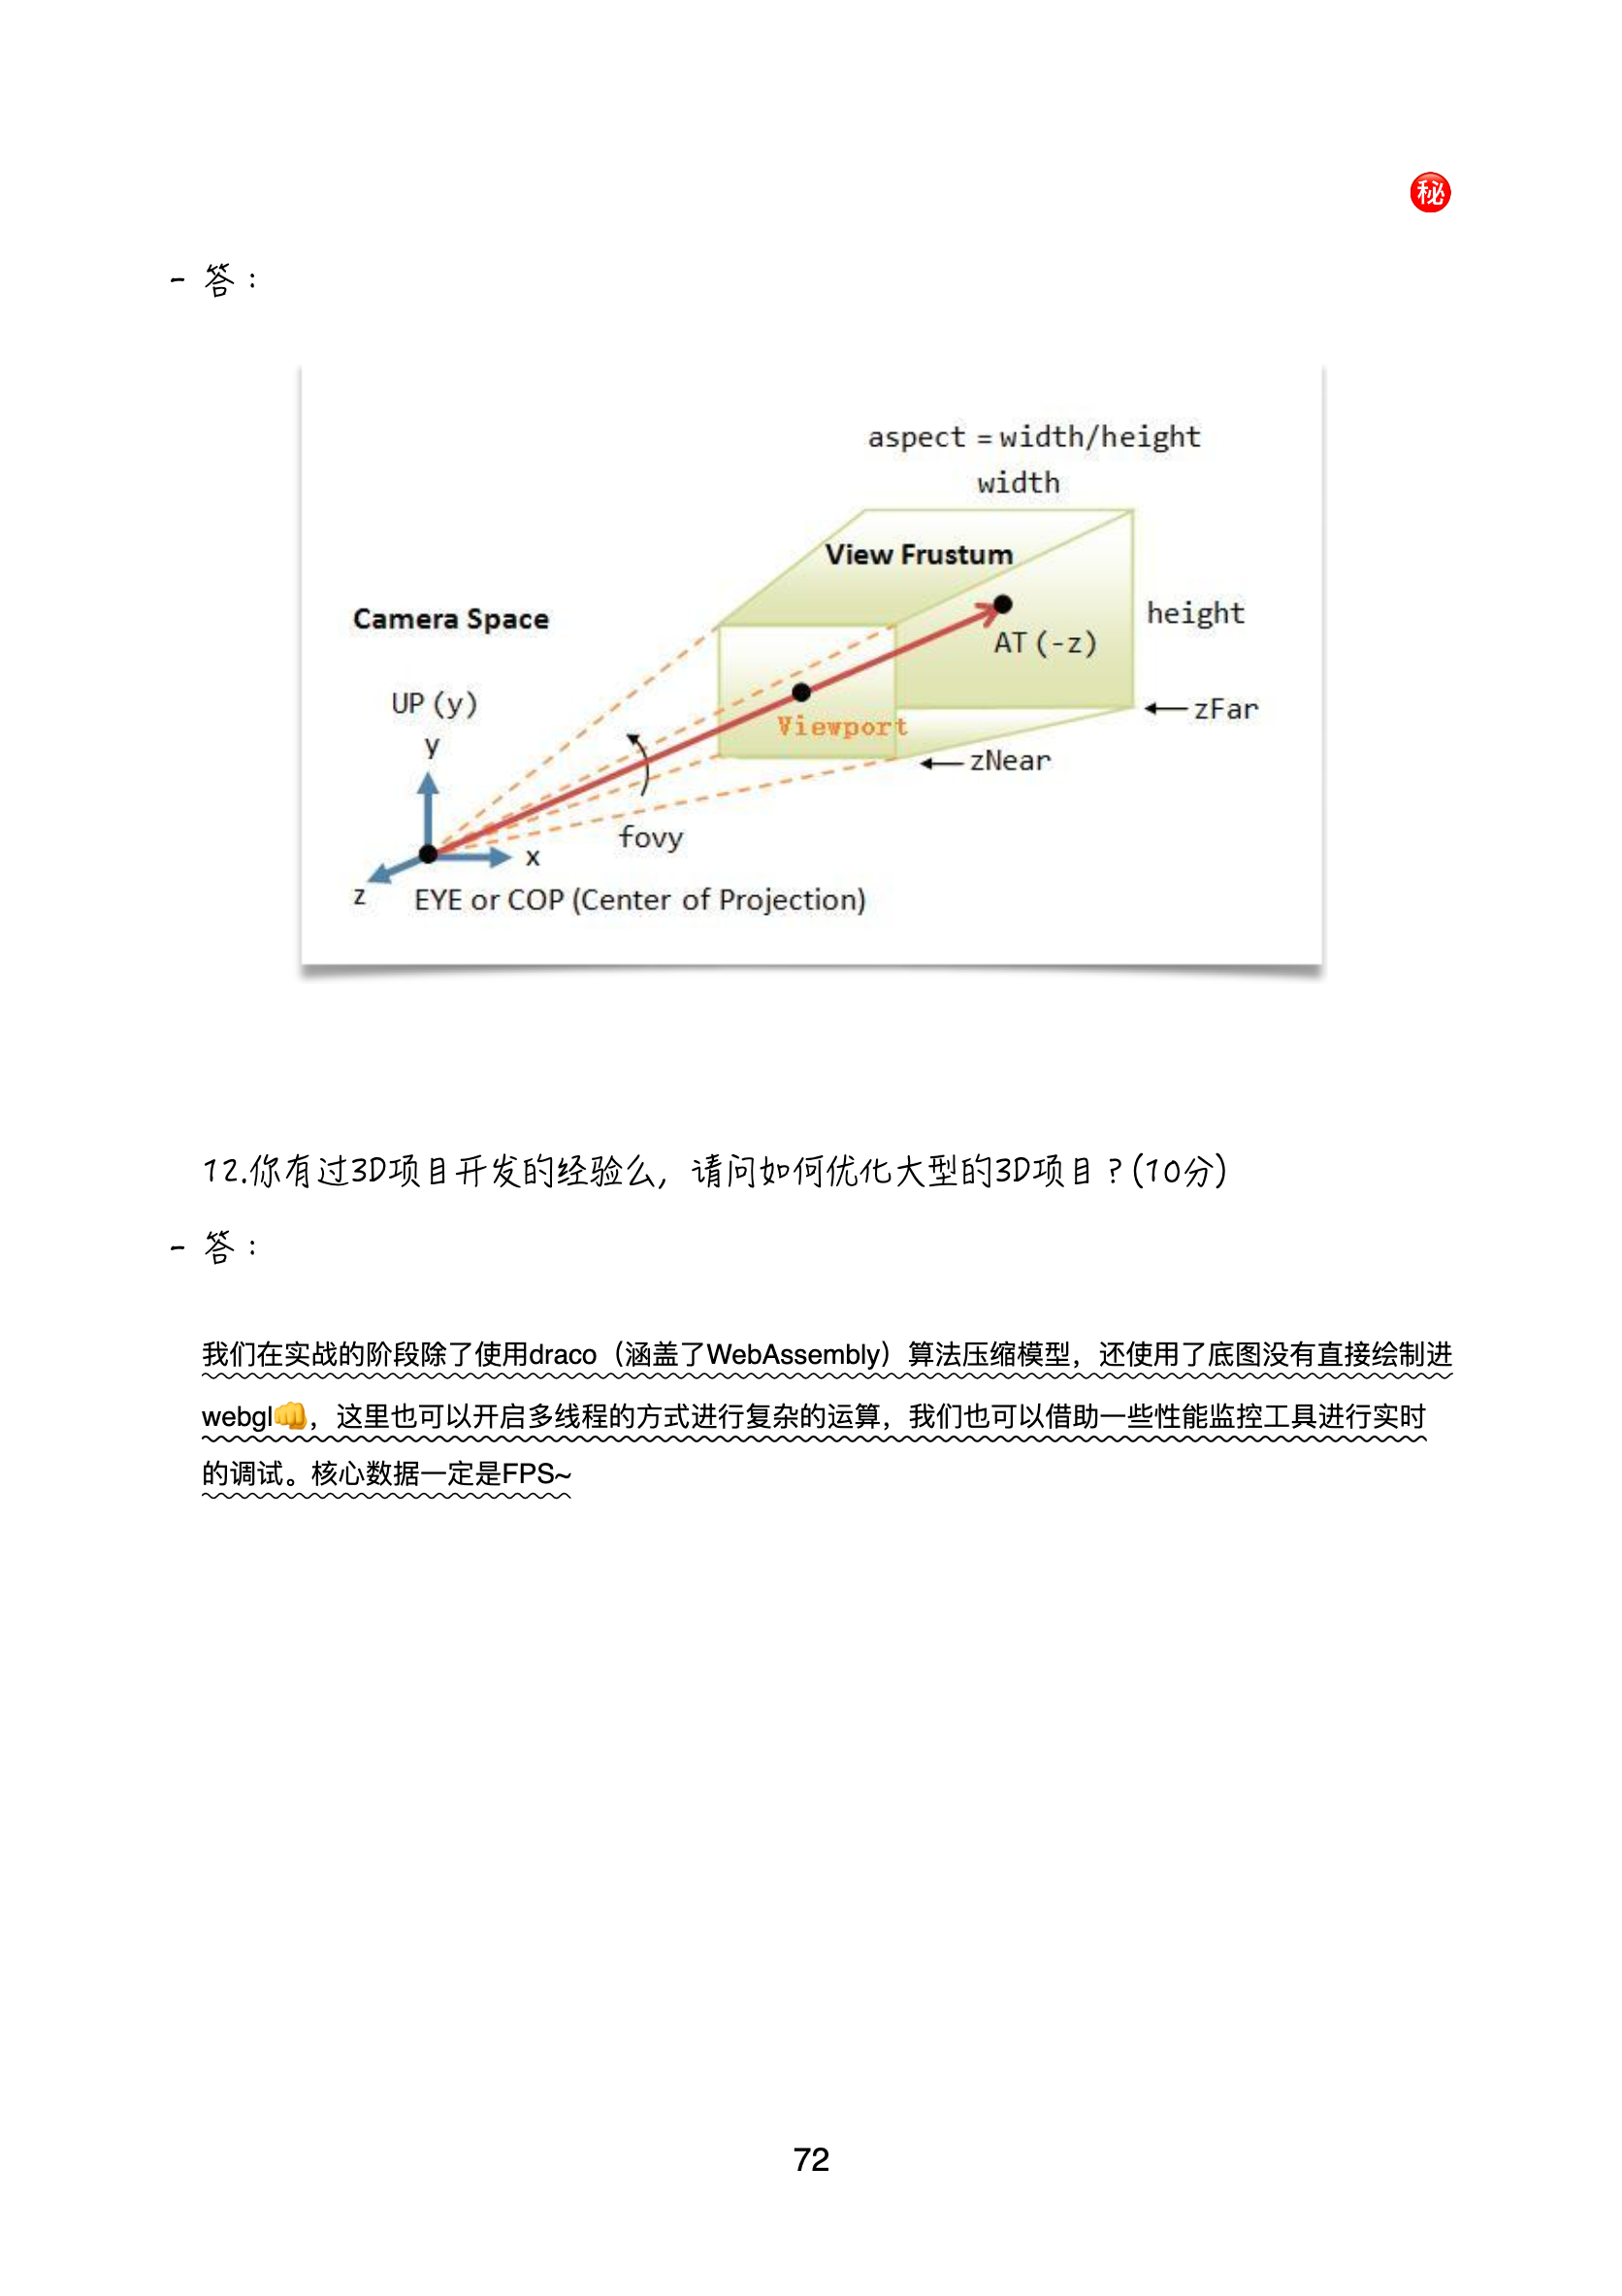 ㊙
- 答：
aspect = width/height
width
View Frustum
Camera Space
height
AT (-z)
UP (y)
y
Viewport
zFar
zNear
fovy
x
z
EYE or COP (Center of Projection)
12.你有过3D项目开发的经验么，请问如何优化大型的3D项目？(10分)
- 答：
我们在实战的阶段除了使用draco（涵盖了WebAssembly）算法压缩模型，还使用了底图没有直接绘制进
webgl👊，这里也可以开启多线程的方式进行复杂的运算，我们也可以借助一些性能监控工具进行实时
的调试。核心数据一定是FPS~
72